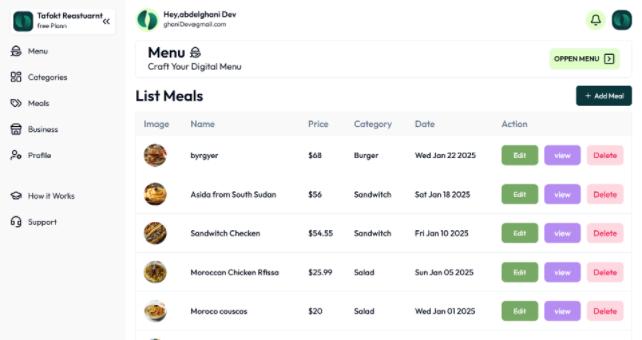 Tafokt Reastuarnt
free Plann
Hey,abdelghani Dev
ghaniDev@gmail.com
Menu
Categories
Meals
Business
Profile
How it Works
Support
Menu
Craft Your Digital Menu
OPPEN MENU
List Meals
+ Add Meal
Image Name Price Category Date Action
byrgyer $68 Burger Wed Jan 22 2025 Edit view Delete
Asida from South Sudan $56 Sandwitch Sat Jan 18 2025 Edit view Delete
Sandwitch Checken $54.55 Sandwitch Fri Jan 10 2025 Edit view Delete
Moroccan Chicken Rfissa $25.99 Salad Sun Jan 05 2025 Edit view Delete
Moroco couscos $20 Salad Wed Jan 01 2025 Edit view Delete